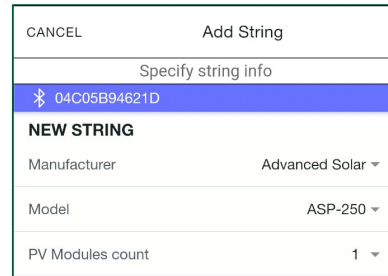 CANCEL Add String
Specify string info
04C05B94621D
NEW STRING
Manufacturer Advanced Solar
Model ASP-250
PV Modules count 1